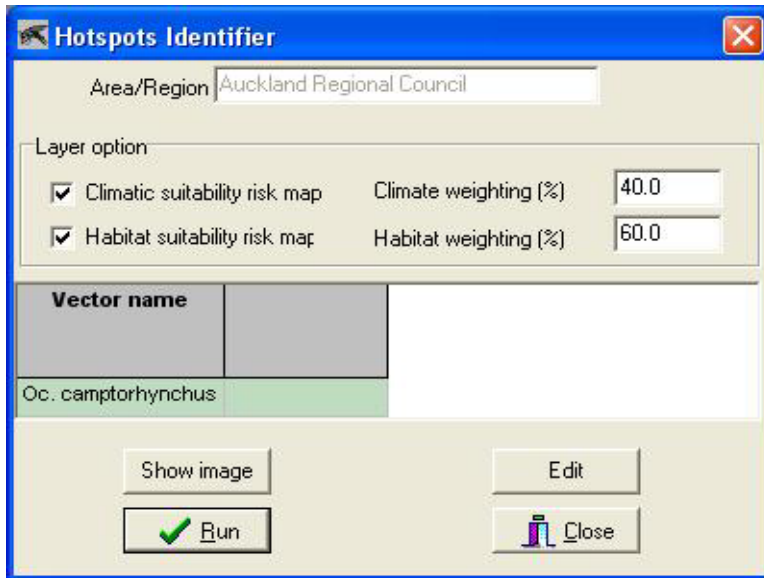 Hotspots Identifier
Area/Region Auckland Regional Council
Layer option
Climatic suitability risk map Climate weighting (%) 40.0
Habitat suitability risk map Habitat weighting (%) 60.0
Vector name
Oc. camptorhynchus
Show image Edit
Run Close